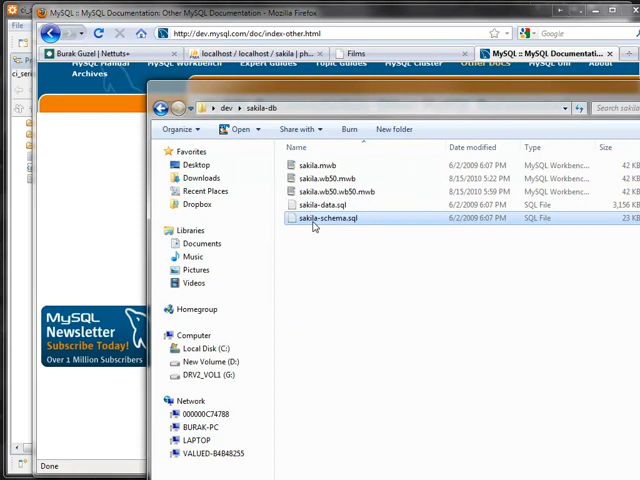 MySQL :: MySQL Documentation: Other MySQL Documentation - Mozilla Firefox
File
http://dev.mysql.com/doc/index-other.html
Google
Burak Guzel | Nettuts+
localhost / localhost / sakila | ph...
Films
MySQL :: MySQL Documentati...
MySQL Manual
MySQL Workbench
Expert Guides
Topic Guides
MySQL Cluster
Other Docs
MySQL Uni
About
Archives
dev
sakila-db
Search sakila
Organize
Open
Share with
Burn
New folder
Favorites
Desktop
Downloads
Recent Places
Dropbox
Libraries
Documents
Music
Pictures
Videos
Homegroup
Computer
Local Disk (C:)
New Volume (D:)
DRV2_VOL1 (G:)
Network
000000C74788
BURAK-PC
LAPTOP
VALUED-B4B48255
Name
Date modified
Type
Size
sakila.mwb
6/2/2009 6:07 PM
MySQL Workbenc...
42 KB
sakila.wb50.mwb
8/15/2010 5:22 PM
MySQL Workbenc...
42 KB
sakila.wb50.wb50.mwb
8/15/2010 5:59 PM
MySQL Workbenc...
42 KB
sakila-data.sql
6/2/2009 6:07 PM
SQL File
3,156 KB
sakila-schema.sql
6/2/2009 6:07 PM
SQL File
23 KB
MySQL
Newsletter
Subscribe Today!
Over 1 Million Subscribers
Done